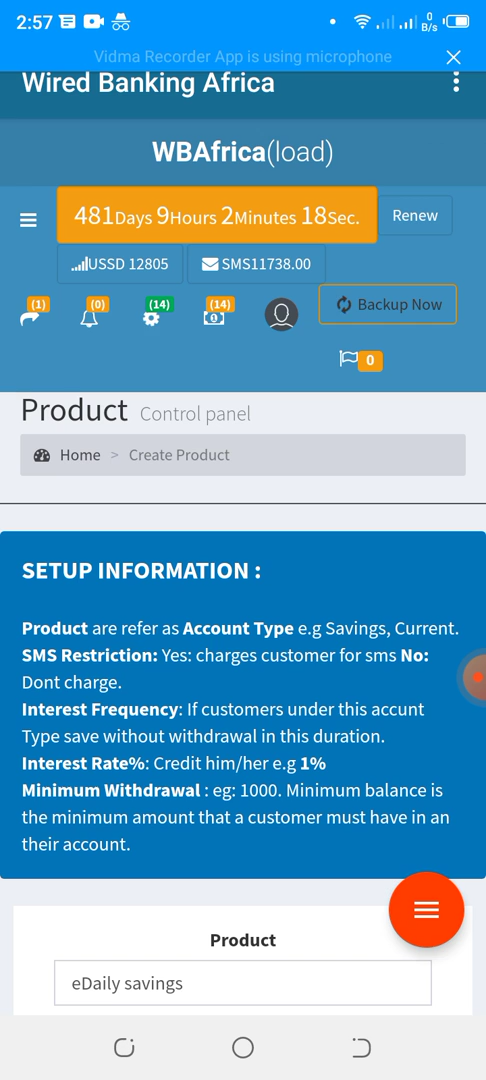 2:57
0
B/s
Vidma Recorder App is using microphone
Wired Banking Africa
WBAfrica(load)
481Days 9Hours 2Minutes 18Sec.
Renew
USSD 12805
SMS11738.00
(1)
(0)
(14)
(14)
Backup Now
0
Product Control panel
Home > Create Product
SETUP INFORMATION :
Product are refer as Account Type e.g Savings, Current.
SMS Restriction: Yes: charges customer for sms No:
Dont charge.
Interest Frequency: If customers under this accunt
Type save without withdrawal in this duration.
Interest Rate%: Credit him/her e.g 1%
Minimum Withdrawal : eg: 1000. Minimum balance is
the minimum amount that a customer must have in an
their account.
Product
eDaily savings